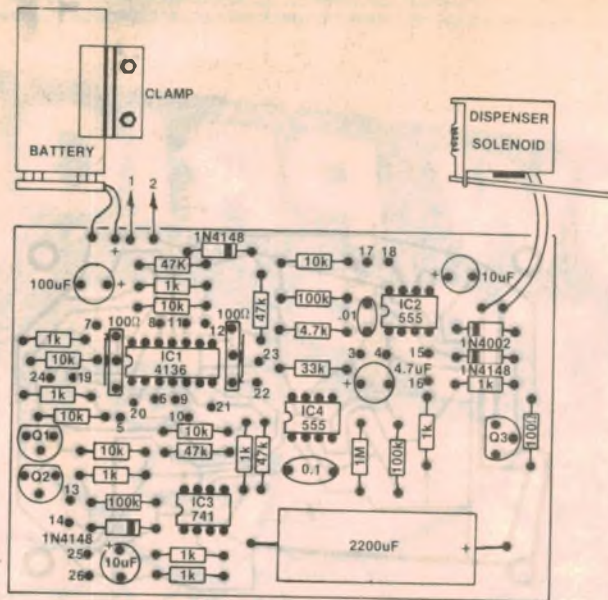 CLAMP
BATTERY
DISPENSER
SOLENOID
1 2
+
1N4148
17 18
47K
10k
+
10uF
100uF
+
1k
47k
100k
.01
IC2
555
10k
100Ω
7
100Ω
8 11
12
4.7k
1k
1N4002
IC1
4136
23
3 4
15
10k
33k
4.7uF
1N4148
24 19
22
+
16
1k
1k
20
6 9
21
IC4
555
10k
5
10
Q1
10k
1k
47k
1M
100k
1k
Q3
100Ω
10k
47k
Q2
1k
0.1
13
100k
IC3
741
14
1N4148
2200uF
+
25
+
10uF
1k
26
1k